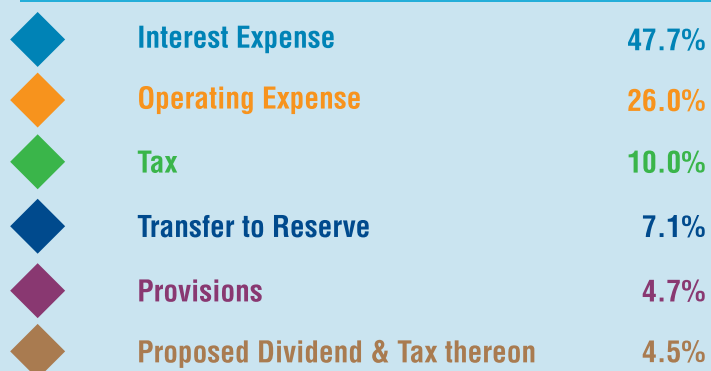 Interest Expense 47.7%
Operating Expense 26.0%
Tax 10.0%
Transfer to Reserve 7.1%
Provisions 4.7%
Proposed Dividend & Tax thereon 4.5%